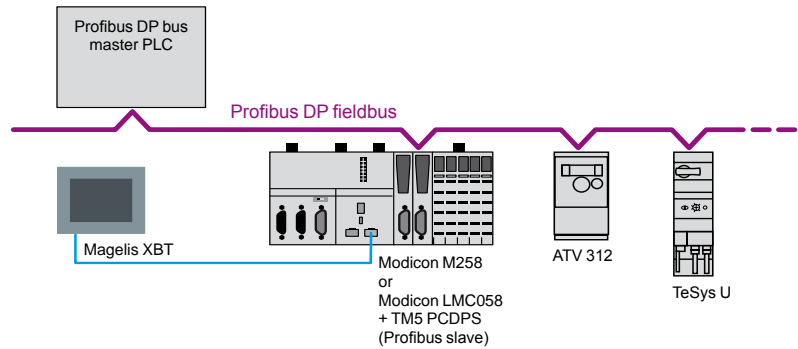 Profibus DP bus
master PLC
Profibus DP fieldbus
Magelis XBT
Modicon M258
or
Modicon LMC058
+ TM5 PCDPS
(Profibus slave)
ATV 312
TeSys U